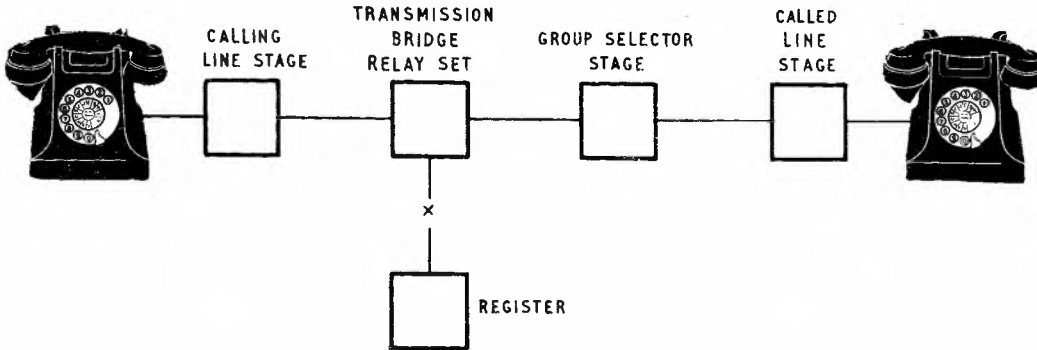 CALLING
LINE STAGE
TRANSMISSION
BRIDGE
RELAY SET
GROUP SELECTOR
STAGE
CALLED
LINE
STAGE
x
REGISTER